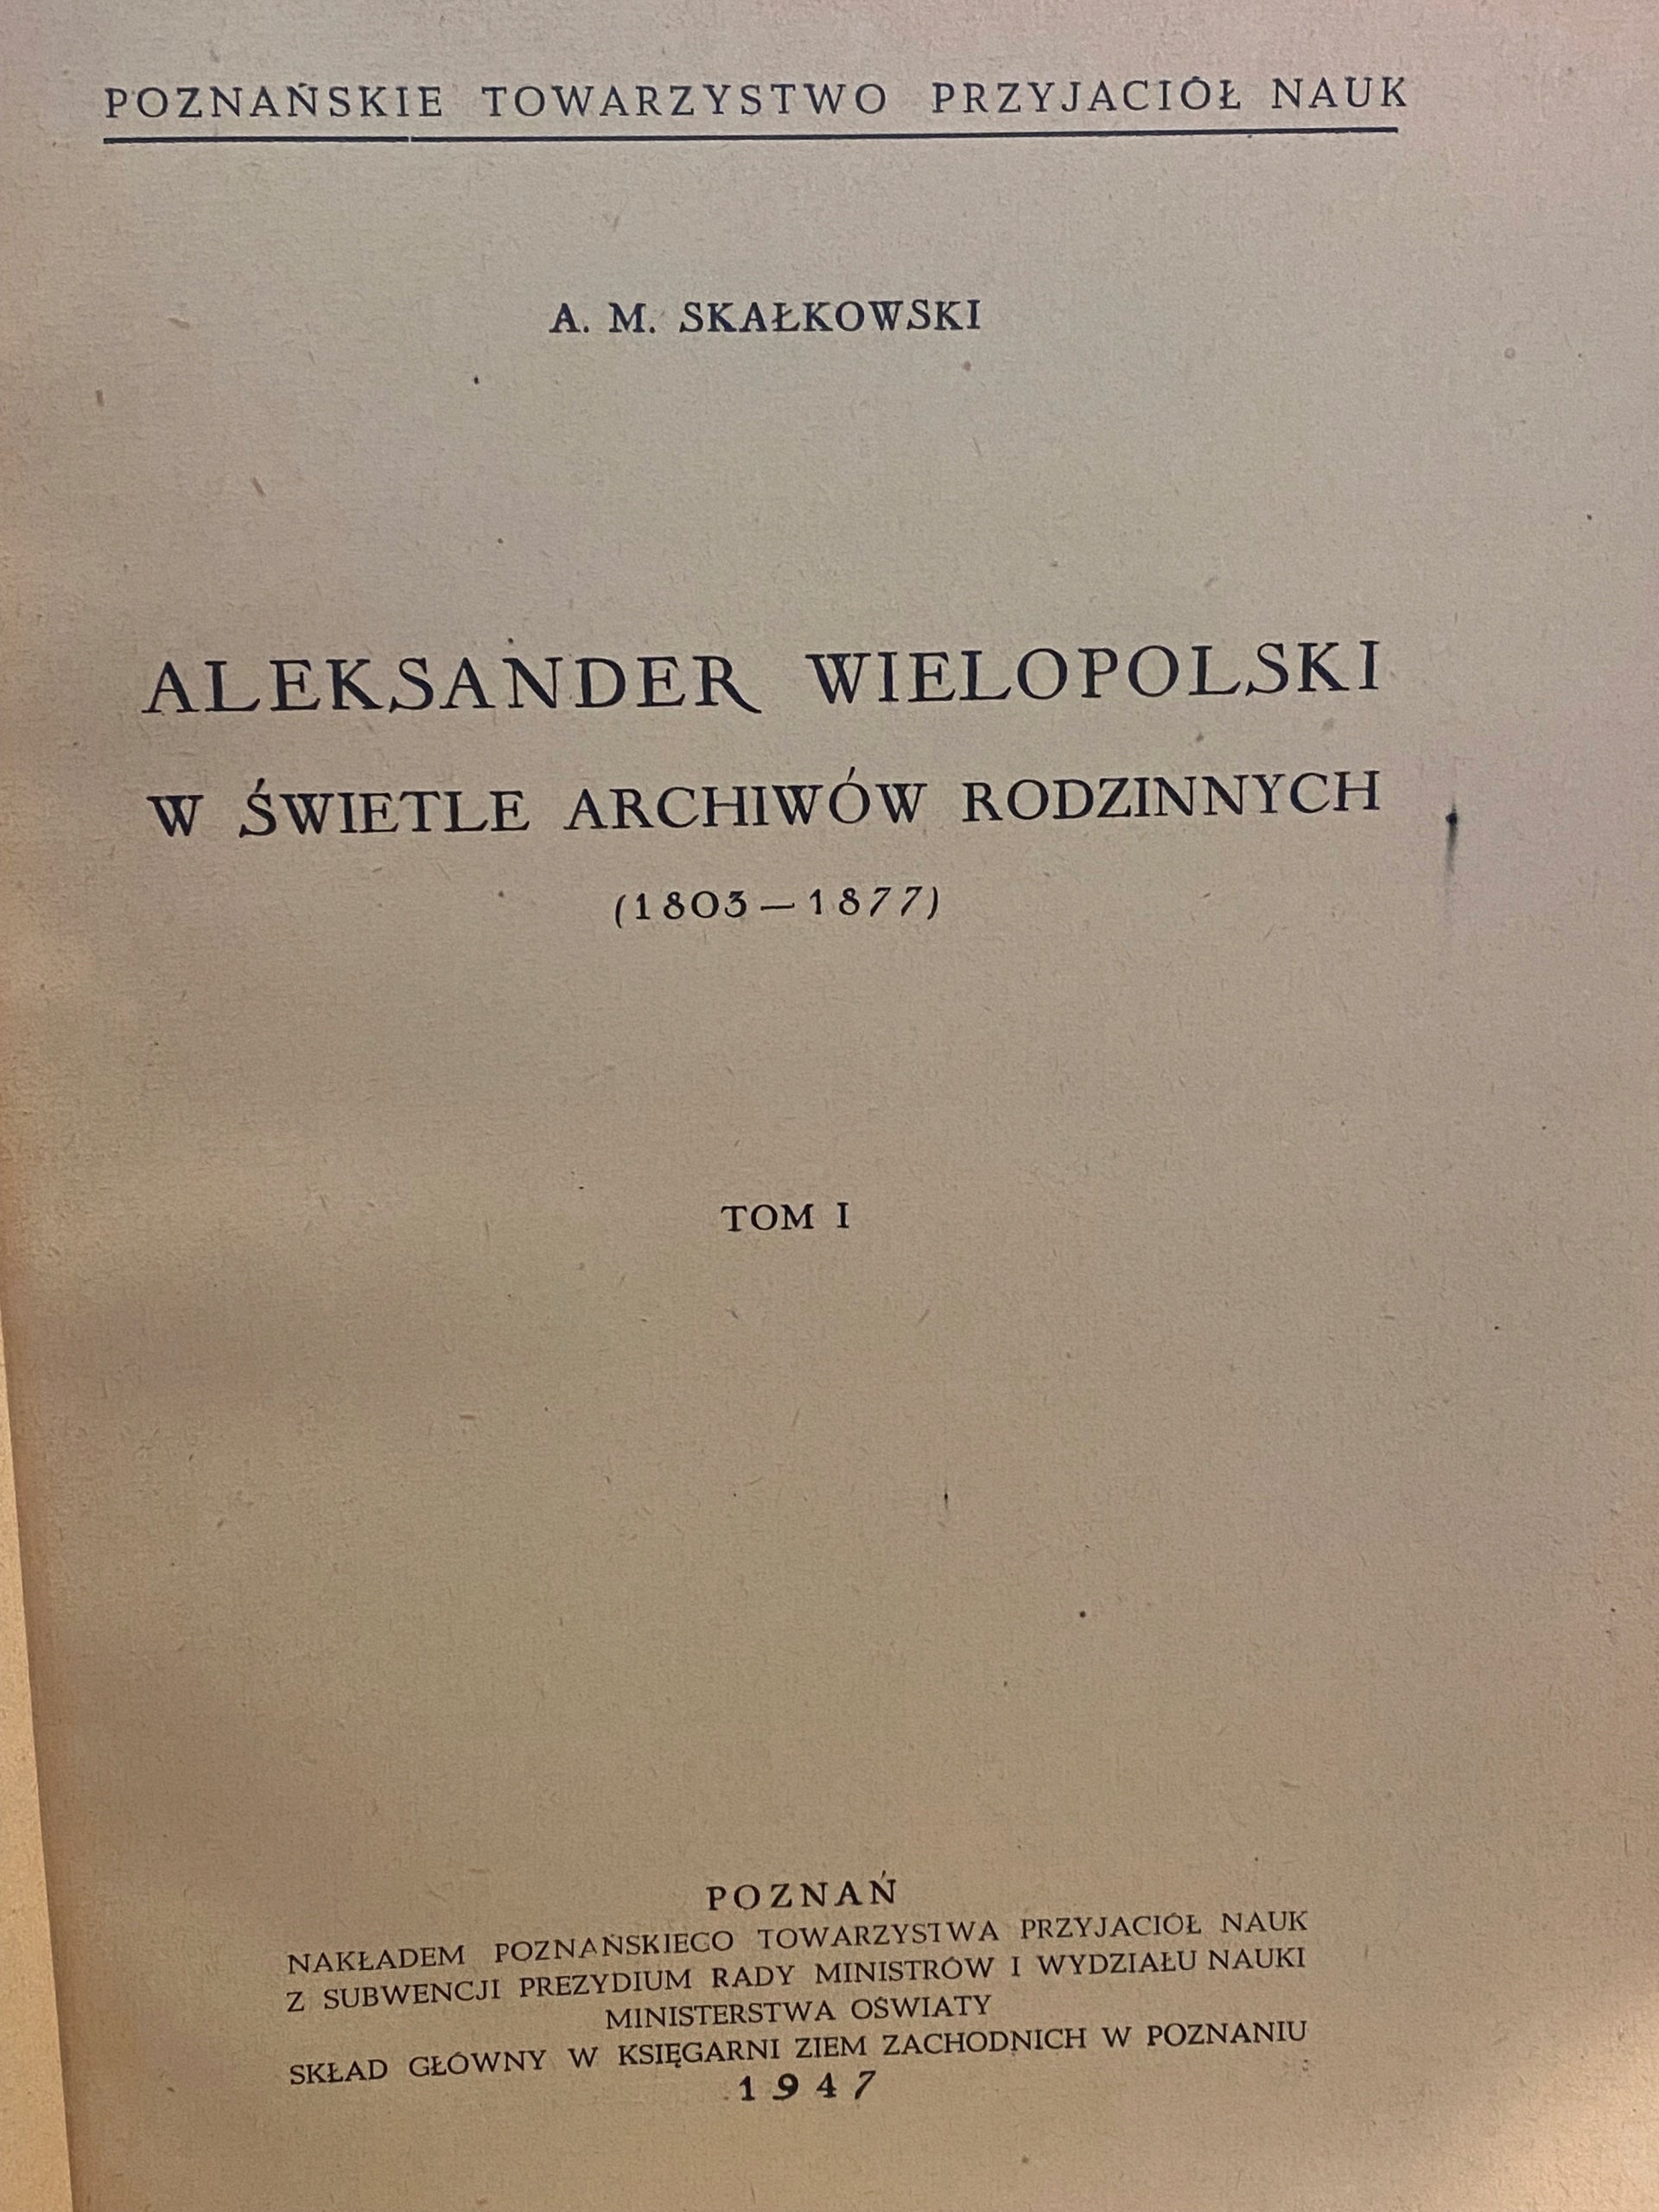 POZNAŃSKIE TOWARZYSTWO PRZYJACIÓŁ NAUK
A. M. SKAŁKOWSKI
ALEKSANDER WIELOPOLSKI
W ŚWIETLE ARCHIWÓW RODZINNYCH
(1803—1877)
TOM I
POZNAŃ
NAKŁADEM POZNAŃSKIEGO TOWARZYSTWA PRZYJACIÓŁ NAUK
Z SUBWENCJI PREZYDIUM RADY MINISTRÓW I WYDZIAŁU NAUKI
MINISTERSTWA OŚWIATY
SKŁAD GŁÓWNY W KSIĘGARNI ZIEM ZACHODNICH W POZNANIU
1947